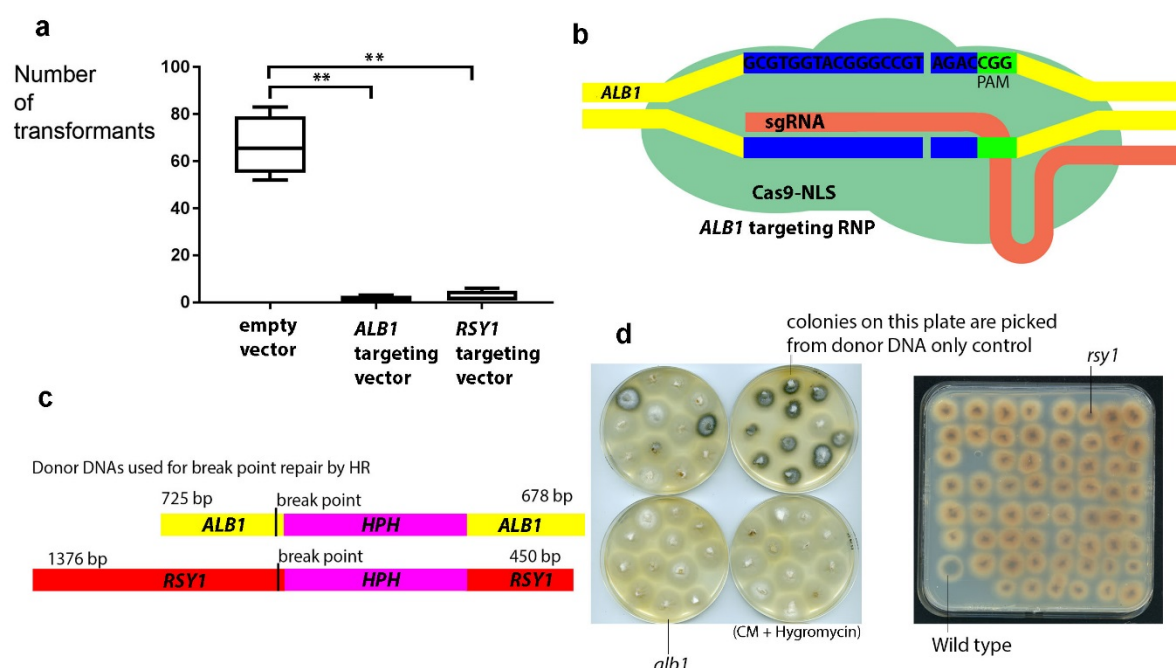 a
Number
of
transformants
100
80
60
40
20
0
**
**
empty
vector
ALB1
targeting
vector
RSY1
targeting
vector
b
GCGTGGTACGGGCCGT AGACCGG
PAM
ALB1
sgRNA
Cas9-NLS
ALB1 targeting RNP
c
Donor DNAs used for break point repair by HR
725 bp
break point
678 bp
ALB1
HPH
ALB1
1376 bp
break point
450 bp
RSY1
HPH
RSY1
d
colonies on this plate are picked
from donor DNA only control
rsy1
(CM + Hygromycin)
alb1
Wild type